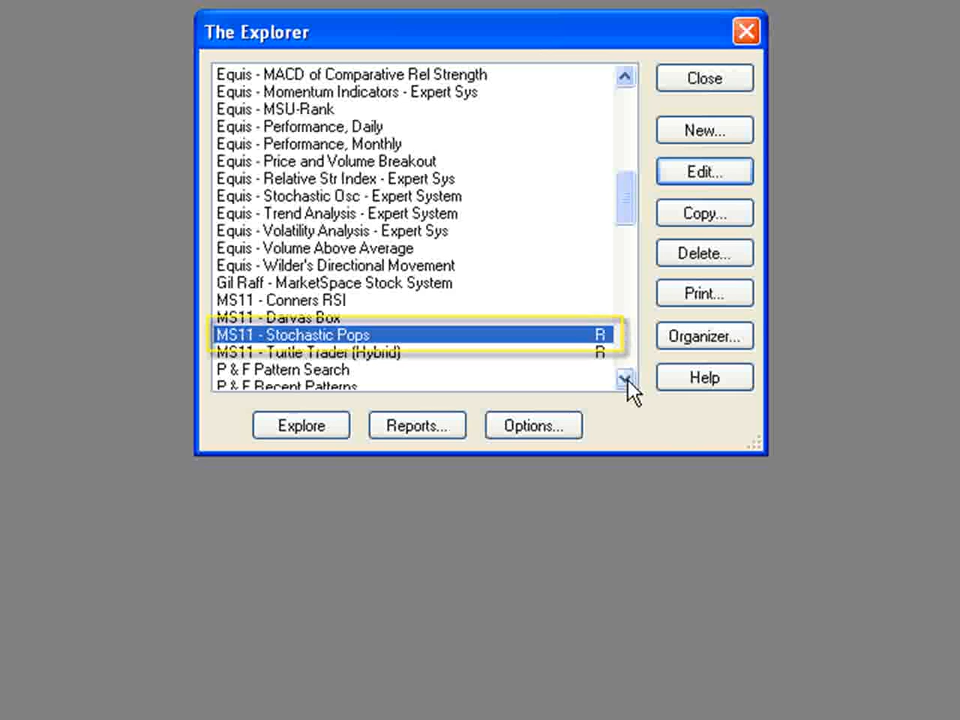 The Explorer
Equis - MACD of Comparative Rel Strength
Equis - Momentum Indicators - Expert Sys
Equis - MSU-Rank
Equis - Performance, Daily
Equis - Performance, Monthly
Equis - Price and Volume Breakout
Equis - Relative Str Index - Expert Sys
Equis - Stochastic Osc - Expert System
Equis - Trend Analysis - Expert System
Equis - Volatility Analysis - Expert Sys
Equis - Volume Above Average
Equis - Wilder's Directional Movement
Gil Raff - MarketSpace Stock System
MS11 - Conners RSI
MS11 - Darvas Box
MS11 - Stochastic Pops R
MS11 - Turtle Trader (Hybrid) R
P & F Pattern Search
P & F Recent Patterns
Close
New...
Edit...
Copy...
Delete...
Print...
Organizer...
Help
Explore
Reports...
Options...